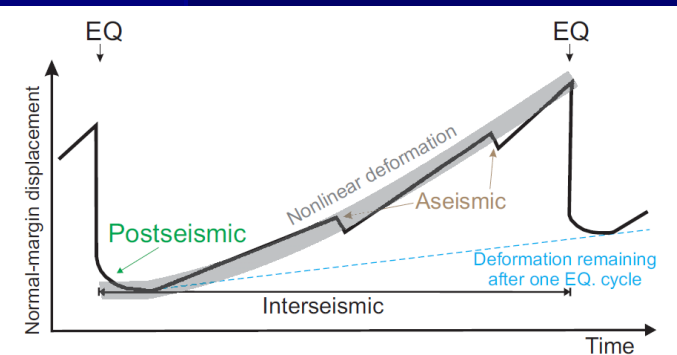 EQ
EQ
Normal-margin displacement
Nonlinear deformation
Aseismic
Postseismic
Deformation remaining
after one EQ. cycle
Interseismic
Time